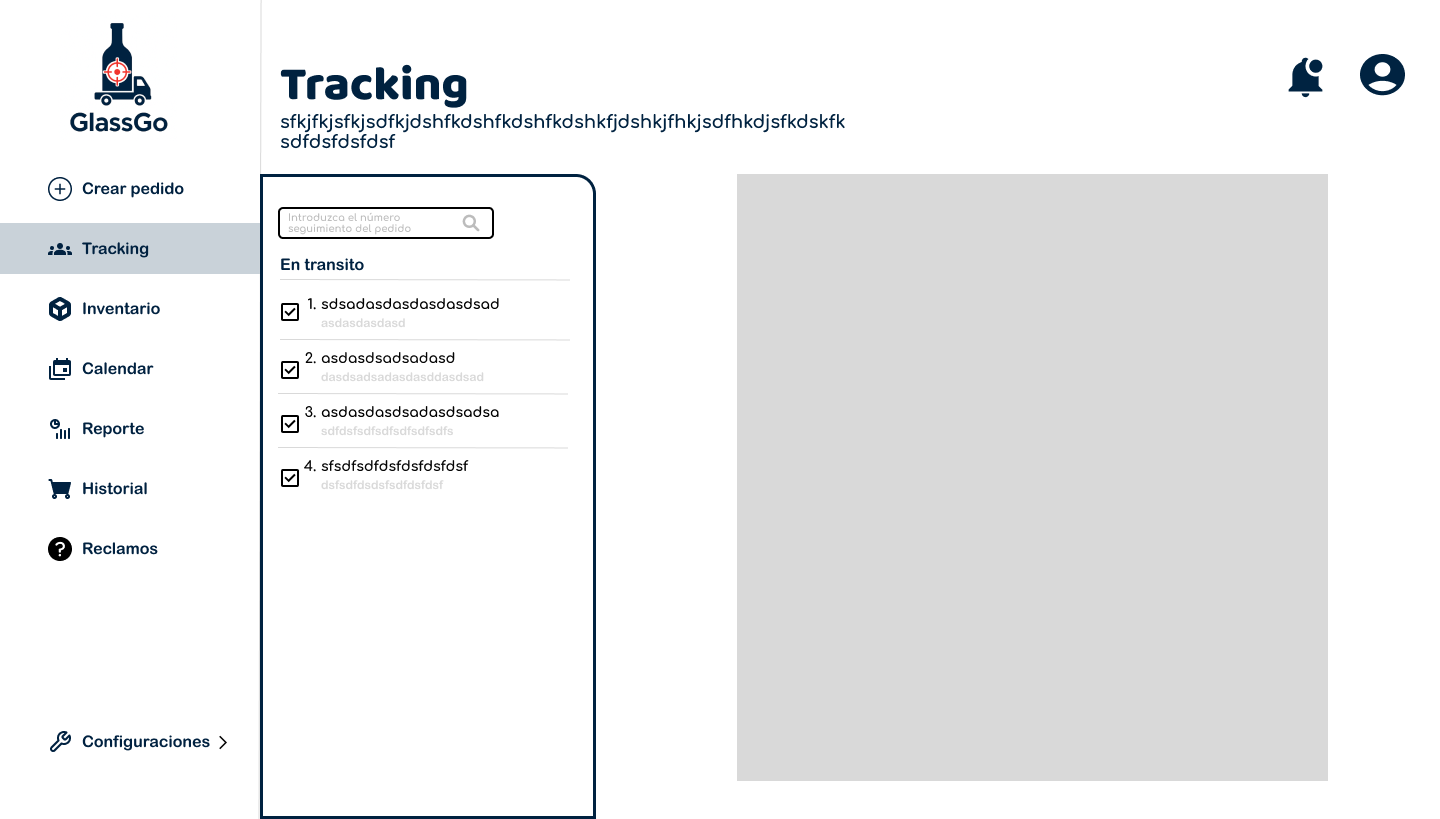 GlassGo
Crear pedido
Tracking
Inventario
Calendar
Reporte
Historial
Reclamos
Configuraciones
Tracking
sfkjfkjsfkjsdfkjdshfkdshfkdshfkdshkfjdshkjfhkjsdfhkdjsfkdskfk
sdfdsfdsfdsf
Introduzca el número
seguimiento del pedido
En transito
1. sdsadasdasdasdasdsad
asdasdasdasd
2. asdasdsadsadasd
dasdsadsadasdasddasdsad
3. asdasdasdsadasdsadsa
sdfdsfsdfsdfsdfsdfsdfs
4. sfsdfsdfdsfdsfdsfdsf
dsfsdfdsdsfsdfdsfdsf